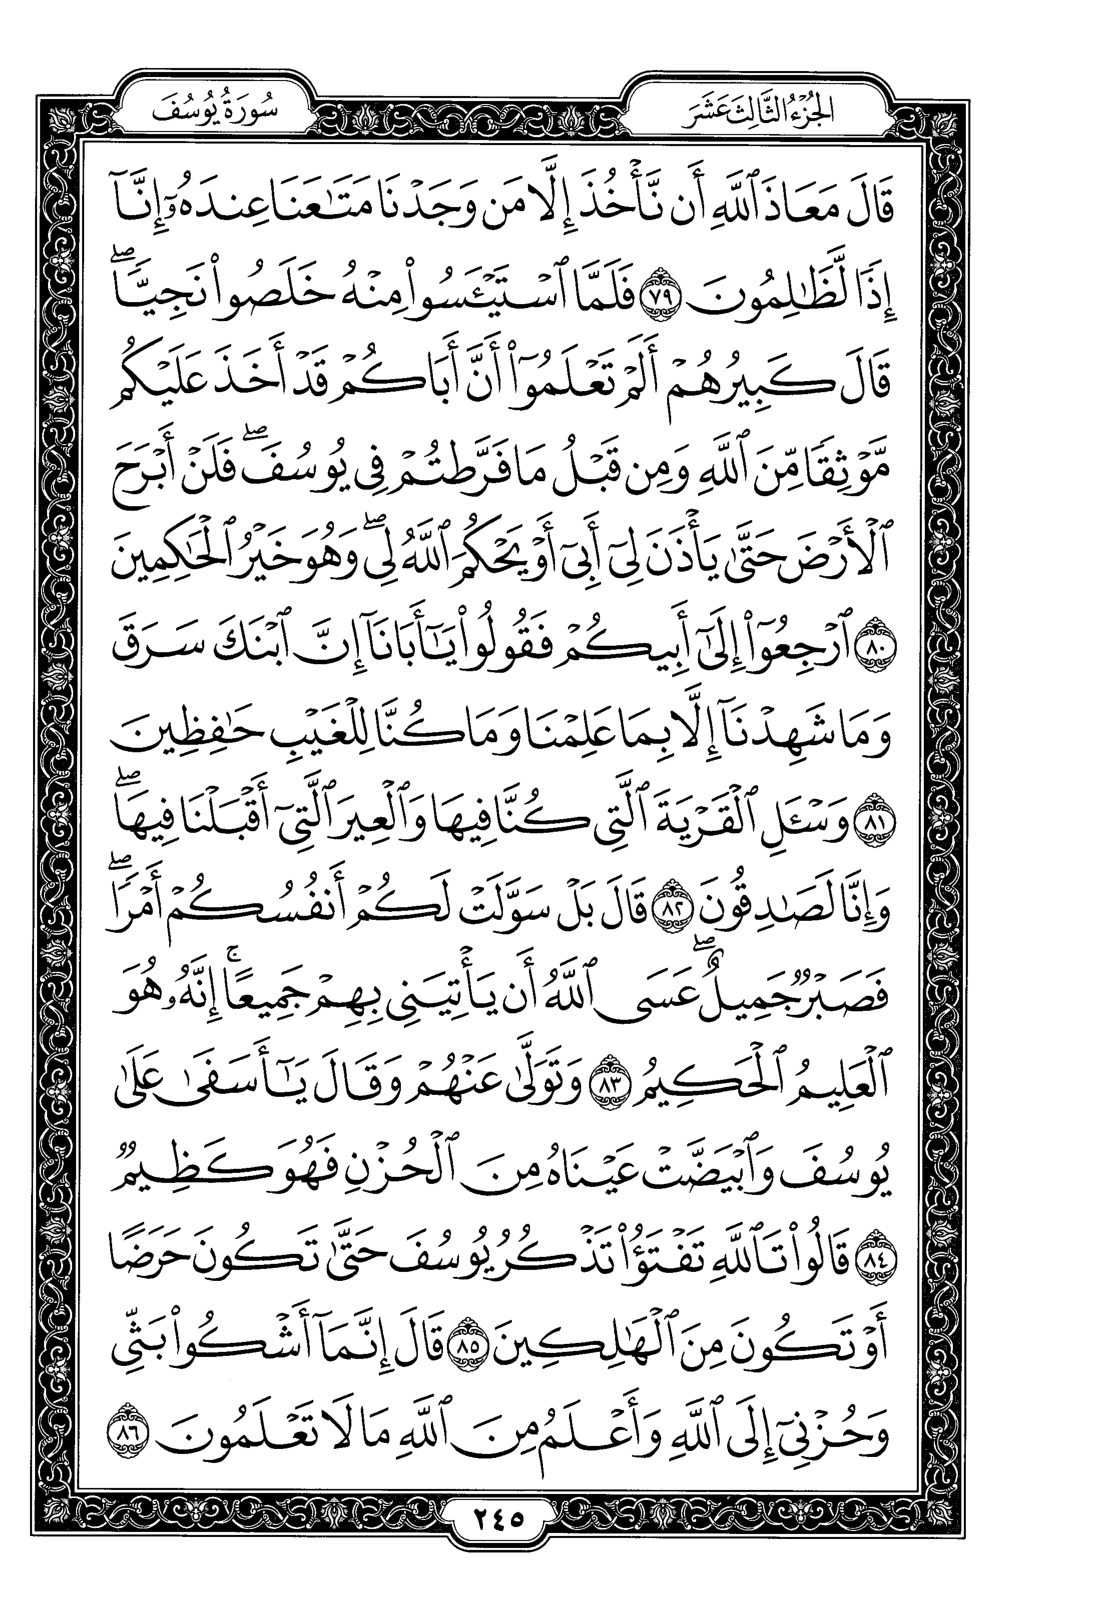 الجُزْءُ الثَّالِثَ عَشَرَ
سُورَةُ يُوسُفَ
قَالَ مَعَاذَ ٱللَّهِ أَن نَّأْخُذَ إِلَّا مَن وَجَدْنَا مَتَـٰعَنَا عِندَهُۥٓ إِنَّآ
إِذًا لَّظَـٰلِمُونَ ٧٩ فَلَمَّا ٱسْتَيْـَٔسُوا۟ مِنْهُ خَلَصُوا۟ نَجِيًّا ۖ
قَالَ كَبِيرُهُمْ أَلَمْ تَعْلَمُوٓا۟ أَنَّ أَبَاكُمْ قَدْ أَخَذَ عَلَيْكُم
مَّوْثِقًا مِّنَ ٱللَّهِ وَمِن قَبْلُ مَا فَرَّطتُمْ فِى يُوسُفَ ۖ فَلَنْ أَبْرَحَ
ٱلْأَرْضَ حَتَّىٰ يَأْذَنَ لِىٓ أَبِىٓ أَوْ يَحْكُمَ ٱللَّهُ لِى ۖ وَهُوَ خَيْرُ ٱلْحَـٰكِمِينَ
٨٠ ٱرْجِعُوٓا۟ إِلَىٰٓ أَبِيكُمْ فَقُولُوا۟ يَـٰٓأَبَانَآ إِنَّ ٱبْنَكَ سَرَقَ
وَمَا شَهِدْنَآ إِلَّا بِمَا عَلِمْنَا وَمَا كُنَّا لِلْغَيْبِ حَـٰفِظِينَ
٨١ وَسْـَٔلِ ٱلْقَرْيَةَ ٱلَّتِى كُنَّا فِيهَا وَٱلْعِيرَ ٱلَّتِىٓ أَقْبَلْنَا فِيهَا ۖ
وَإِنَّا لَصَـٰدِقُونَ ٨٢ قَالَ بَلْ سَوَّلَتْ لَكُمْ أَنفُسُكُمْ أَمْرًا ۖ
فَصَبْرٌ جَمِيلٌ ۖ عَسَى ٱللَّهُ أَن يَأْتِيَنِى بِهِمْ جَمِيعًا ۚ إِنَّهُۥ هُوَ
ٱلْعَلِيمُ ٱلْحَكِيمُ ٨٣ وَتَوَلَّىٰ عَنْهُمْ وَقَالَ يَـٰٓأَسَفَىٰ عَلَىٰ
يُوسُفَ وَٱبْيَضَّتْ عَيْنَاهُ مِنَ ٱلْحُزْنِ فَهُوَ كَظِيمٌ
٨٤ قَالُوا۟ تَٱللَّهِ تَفْتَؤُا۟ تَذْكُرُ يُوسُفَ حَتَّىٰ تَكُونَ حَرَضًا
أَوْ تَكُونَ مِنَ ٱلْهَـٰلِكِينَ ٨٥ قَالَ إِنَّمَآ أَشْكُوا۟ بَثِّى
وَحُزْنِىٓ إِلَى ٱللَّهِ وَأَعْلَمُ مِنَ ٱللَّهِ مَا لَا تَعْلَمُونَ ٨٦
٢٤٥